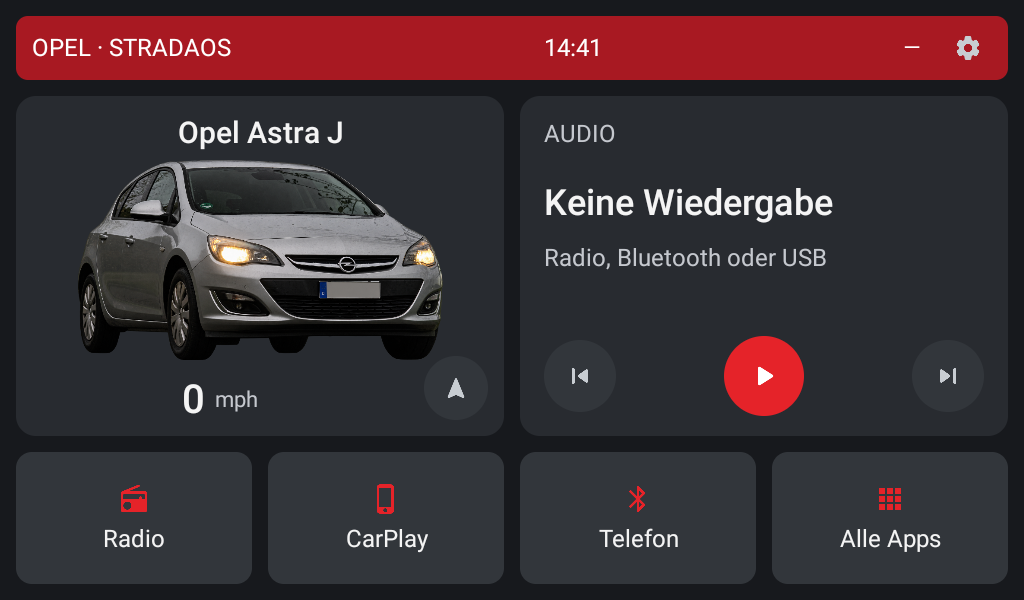 OPEL · STRADAOS
14:41
Opel Astra J
0 mph
AUDIO
Keine Wiedergabe
Radio, Bluetooth oder USB
Radio
CarPlay
Telefon
Alle Apps